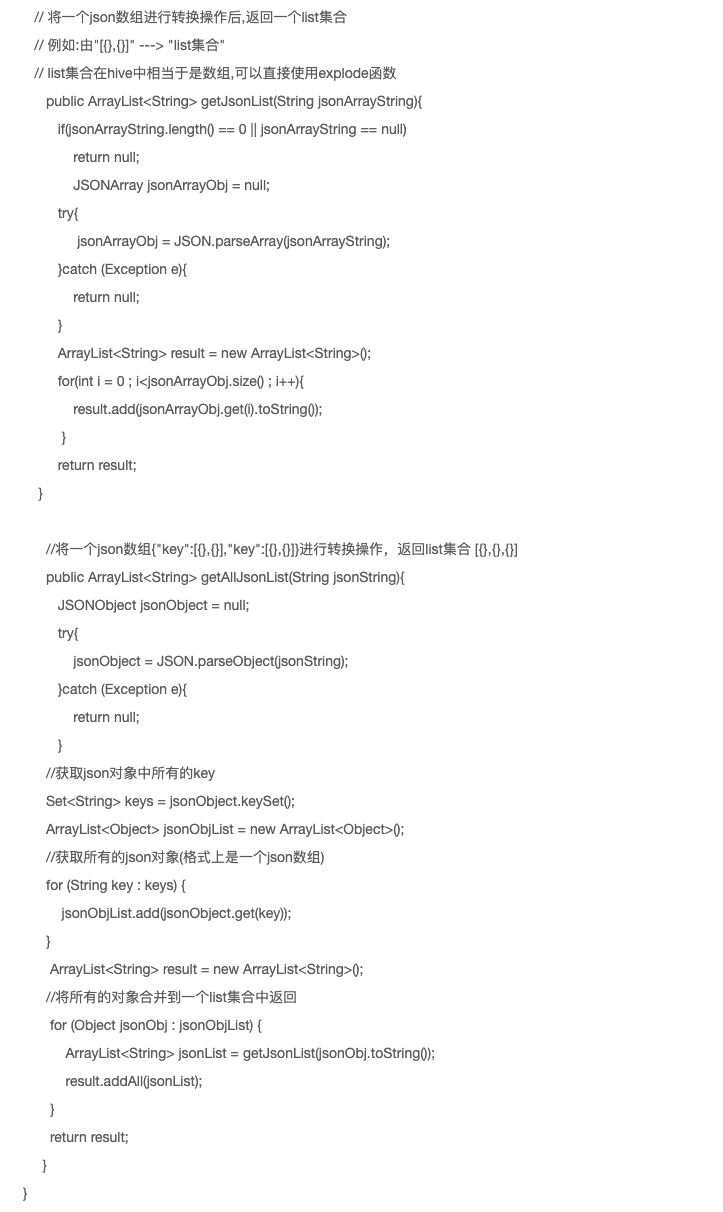 // 将一个json数组进行转换操作后,返回一个list集合
// 例如:由"[{},{}]" ---> "list集合"
// list集合在hive中相当于是数组,可以直接使用explode函数
public ArrayList<String> getJsonList(String jsonArrayString){
if(jsonArrayString.length() == 0 || jsonArrayString == null)
return null;
JSONArray jsonArrayObj = null;
try{
jsonArrayObj = JSON.parseArray(jsonArrayString);
}catch (Exception e){
return null;
}
ArrayList<String> result = new ArrayList<String>();
for(int i = 0 ; i<jsonArrayObj.size() ; i++){
result.add(jsonArrayObj.get(i).toString());
}
return result;
}
//将一个json数组{"key":[{},{}],"key":[{},{}]}进行转换操作，返回list集合 [{},{},{}]
public ArrayList<String> getAllJsonList(String jsonString){
JSONObject jsonObject = null;
try{
jsonObject = JSON.parseObject(jsonString);
}catch (Exception e){
return null;
}
//获取json对象中所有的key
Set<String> keys = jsonObject.keySet();
ArrayList<Object> jsonObjList = new ArrayList<Object>();
//获取所有的json对象(格式上是一个json数组)
for (String key : keys) {
jsonObjList.add(jsonObject.get(key));
}
ArrayList<String> result = new ArrayList<String>();
//将所有的对象合并到一个list集合中返回
for (Object jsonObj : jsonObjList) {
ArrayList<String> jsonList = getJsonList(jsonObj.toString());
result.addAll(jsonList);
}
return result;
}
}